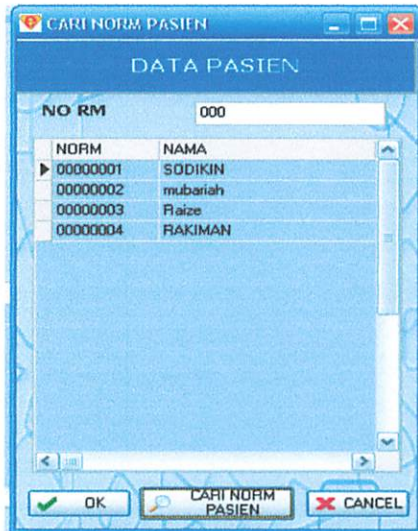 CARI NORM PASIEN
DATA PASIEN
NO RM 000
NORM NAMA
00000001 SODIKIN
00000002 mubariah
00000003 Raize
00000004 RAKIMAN
OK CARI NORM PASIEN CANCEL